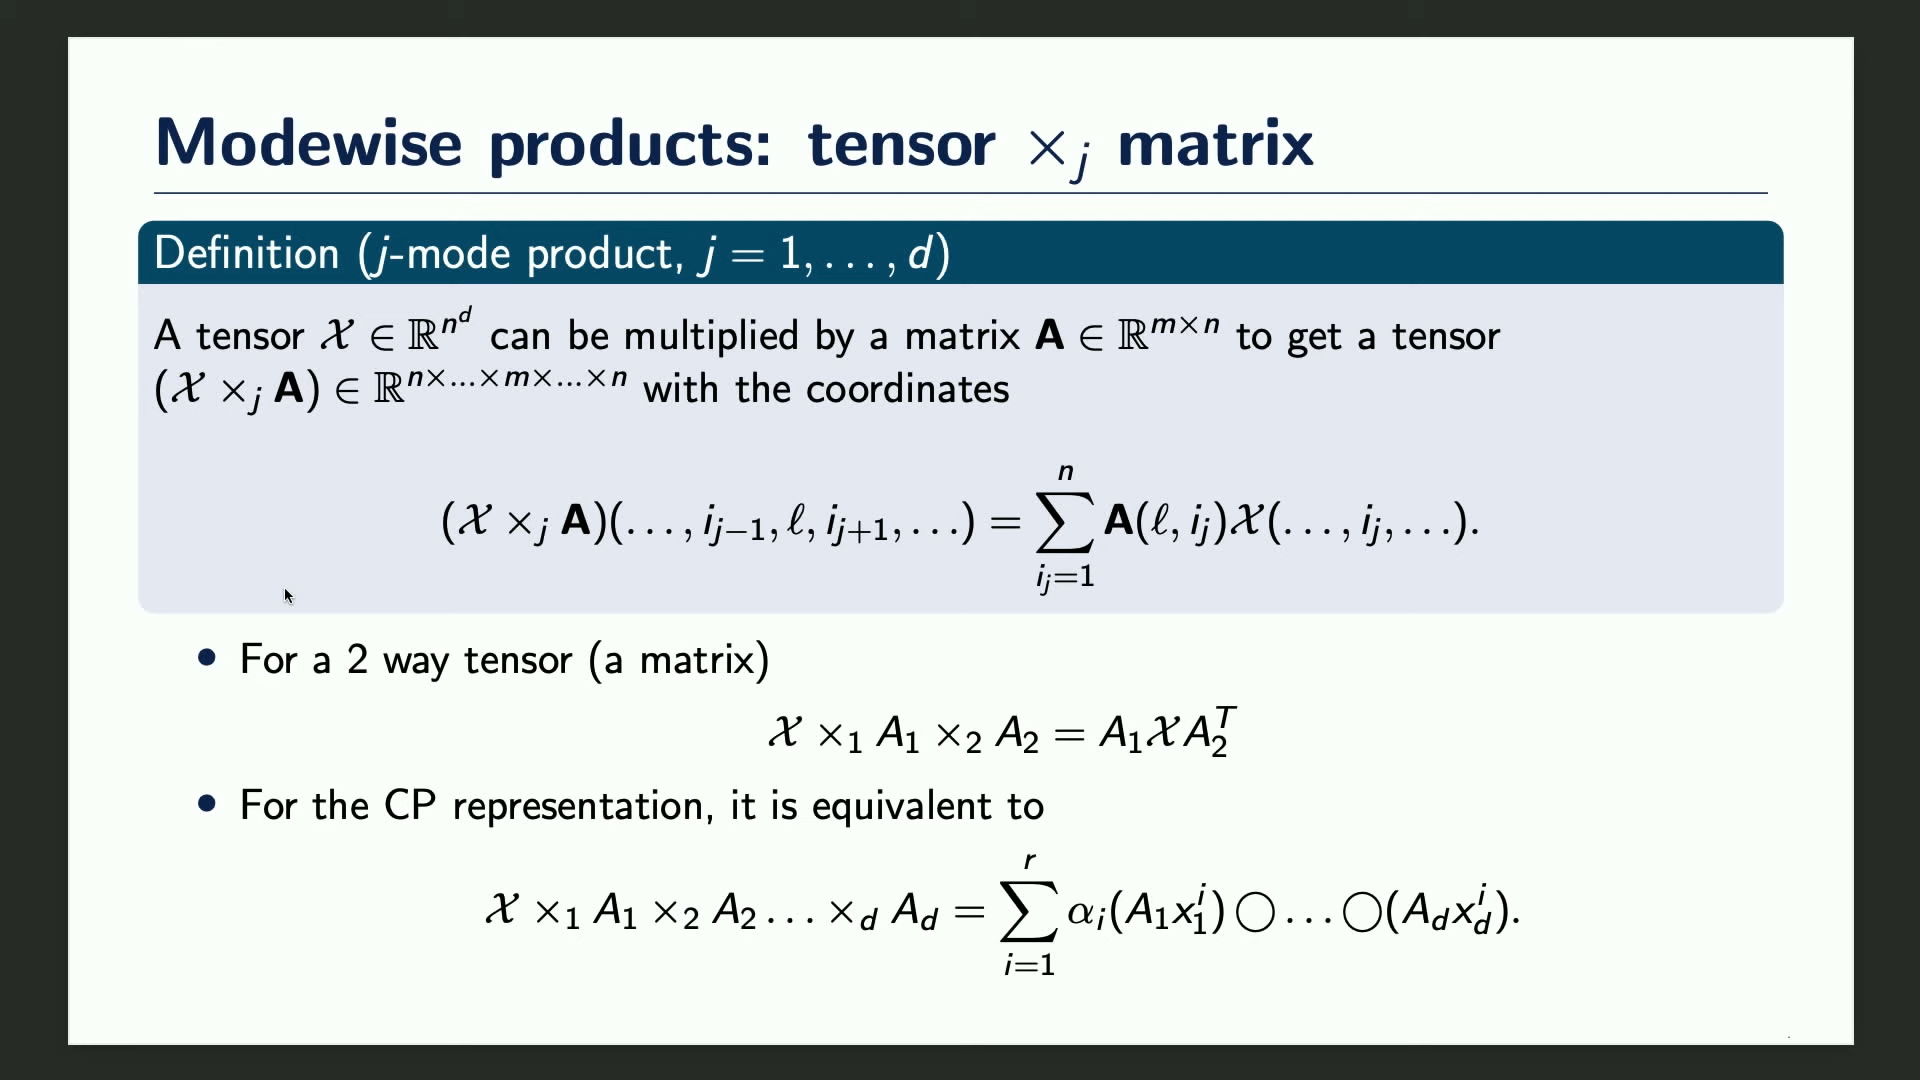 Modewise products: tensor ×_j matrix
Definition (j-mode product, j = 1, . . . , d)
A tensor 𝒳 ∈ ℝ^{n^d} can be multiplied by a matrix A ∈ ℝ^{m×n} to get a tensor
(𝒳 ×_j A) ∈ ℝ^{n×...×m×...×n} with the coordinates
(𝒳 ×_j A)(. . . , i_{j−1}, ℓ, i_{j+1}, . . .) = ∑_{i_j=1}^{n} A(ℓ, i_j)𝒳(. . . , i_j, . . .).
• For a 2 way tensor (a matrix)
𝒳 ×_1 A_1 ×_2 A_2 = A_1𝒳A_2^T
• For the CP representation, it is equivalent to
𝒳 ×_1 A_1 ×_2 A_2 . . . ×_d A_d = ∑_{i=1}^{r} α_i(A_1x_1^i) ◯ . . . ◯(A_dx_d^i).